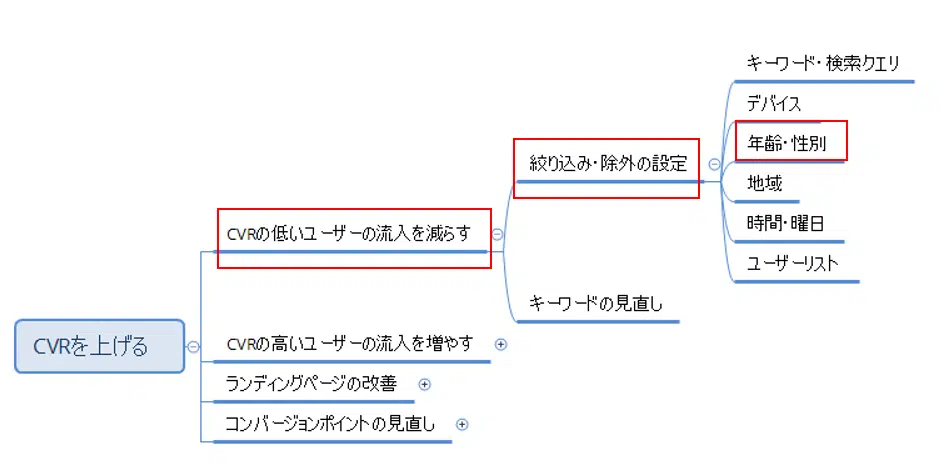 キーワード・検索クエリ
デバイス
年齢・性別
絞り込み・除外の設定
地域
時間・曜日
CVRの低いユーザーの流入を減らす
ユーザーリスト
キーワードの見直し
CVRを上げる
CVRの高いユーザーの流入を増やす
ランディングページの改善
コンバージョンポイントの見直し